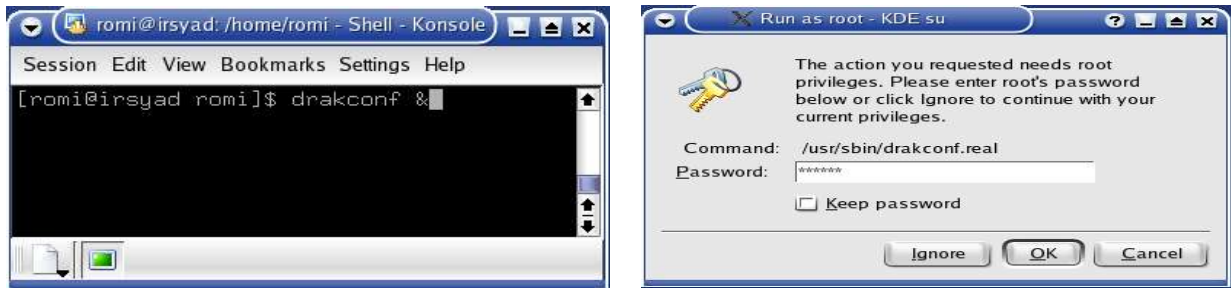 romi@irsyad: /home/romi - Shell - Konsole
Session Edit View Bookmarks Settings Help
[romi@irsyad romi]$ drakconf &
Run as root - KDE su
The action you requested needs root
privileges. Please enter root's password
below or click Ignore to continue with your
current privileges.
Command: /usr/sbin/drakconf.real
Password: ******
Keep password
Ignore OK Cancel